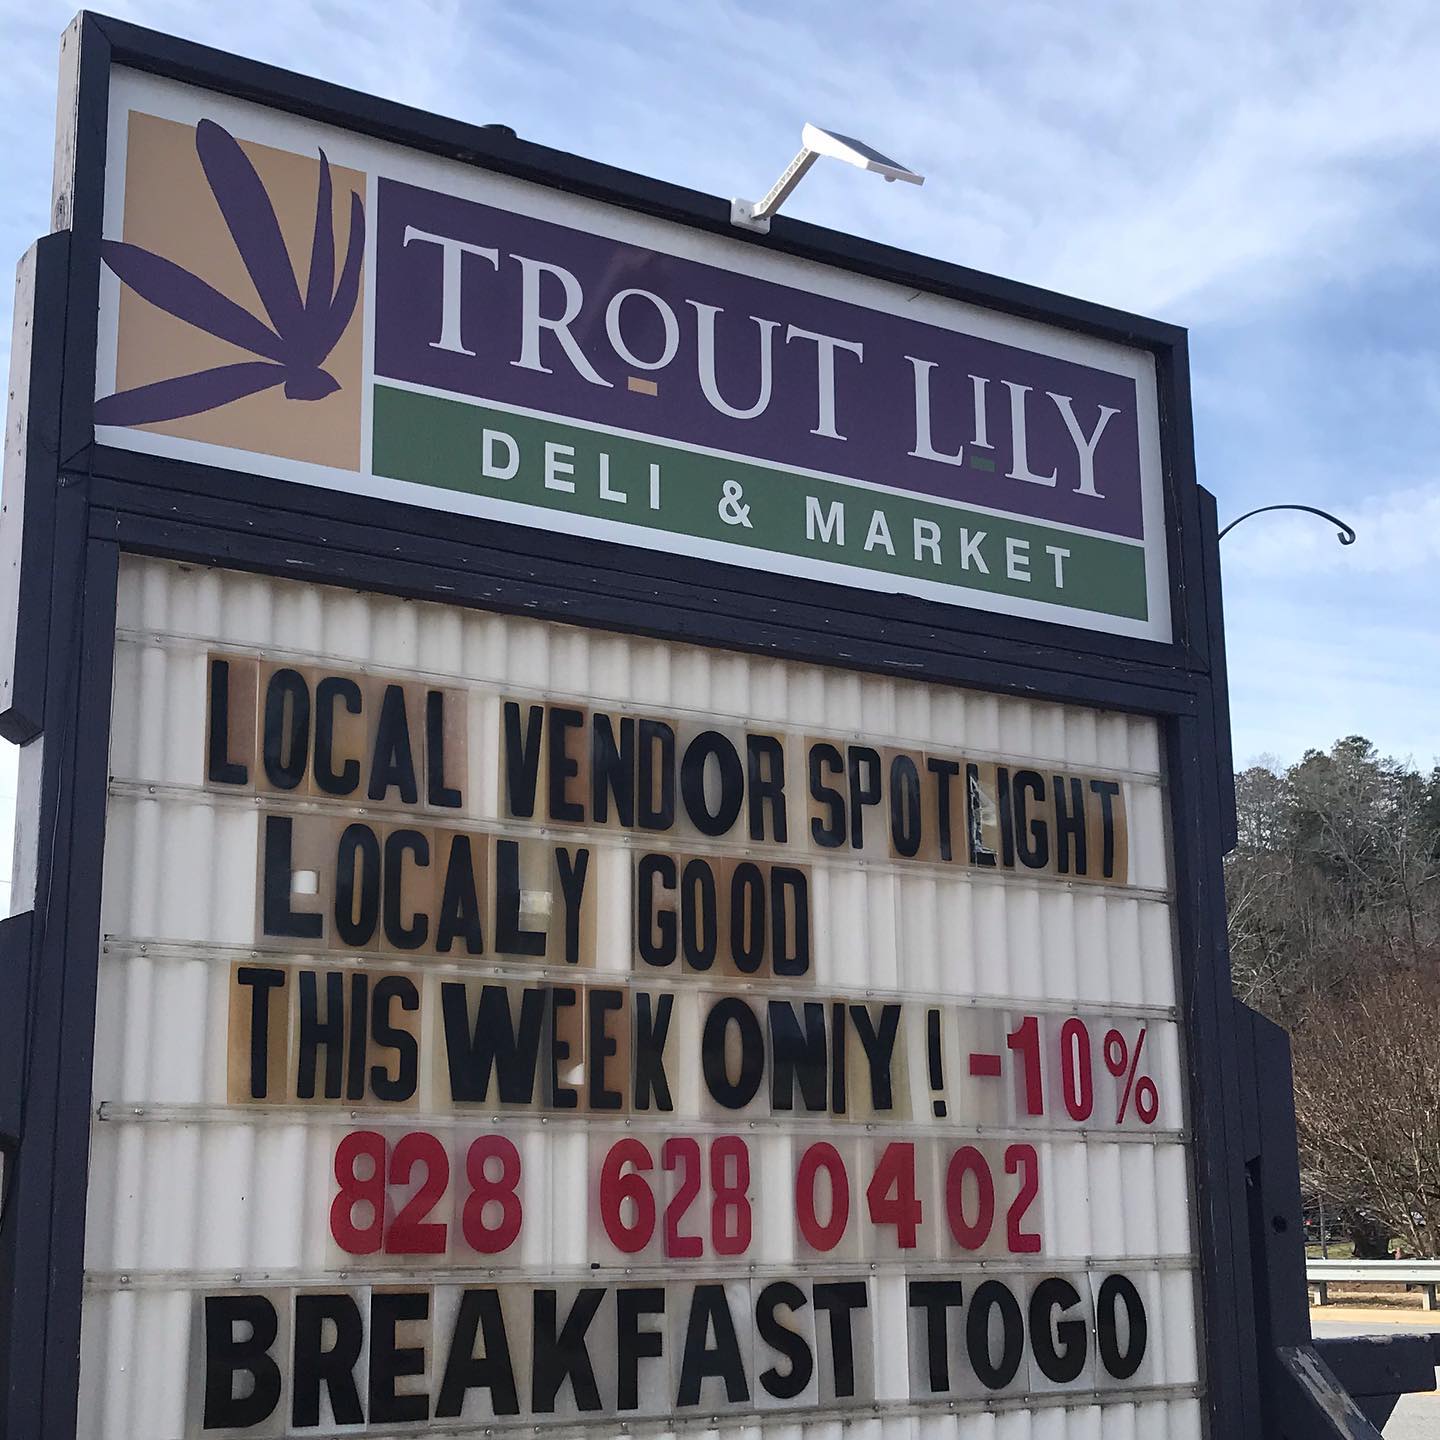 TROUT LILY
DELI & MARKET
LOCAL VENDOR SPOTLIGHT
LOCALY GOOD
THIS WEEK ONIY! -10%
828 628 0402
BREAKFAST TOGO